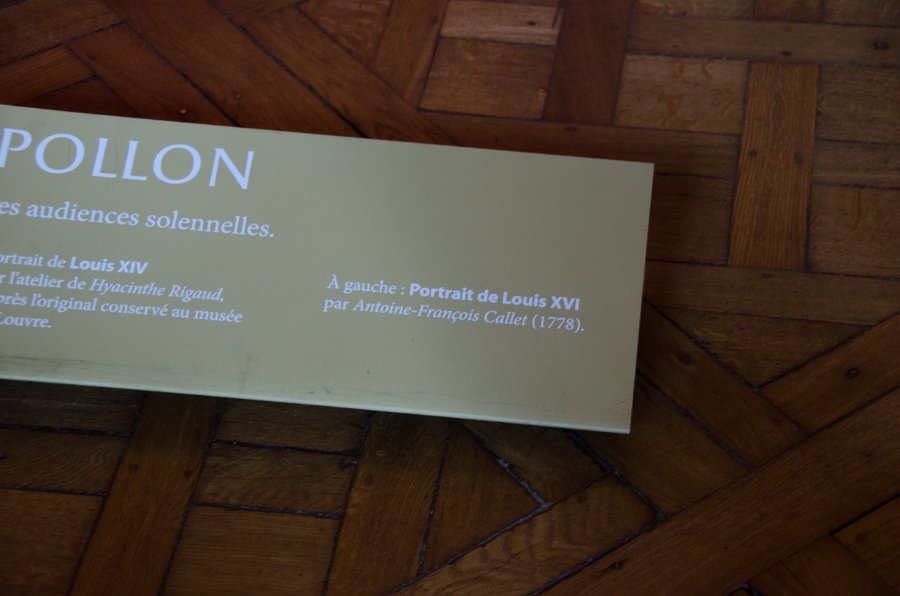 POLLON
es audiences solennelles.
ortrait de Louis XIV
r l'atelier de Hyacinthe Rigaud,
près l'original conservé au musée
Louvre.
À gauche : Portrait de Louis XVI
par Antoine-François Callet (1778).